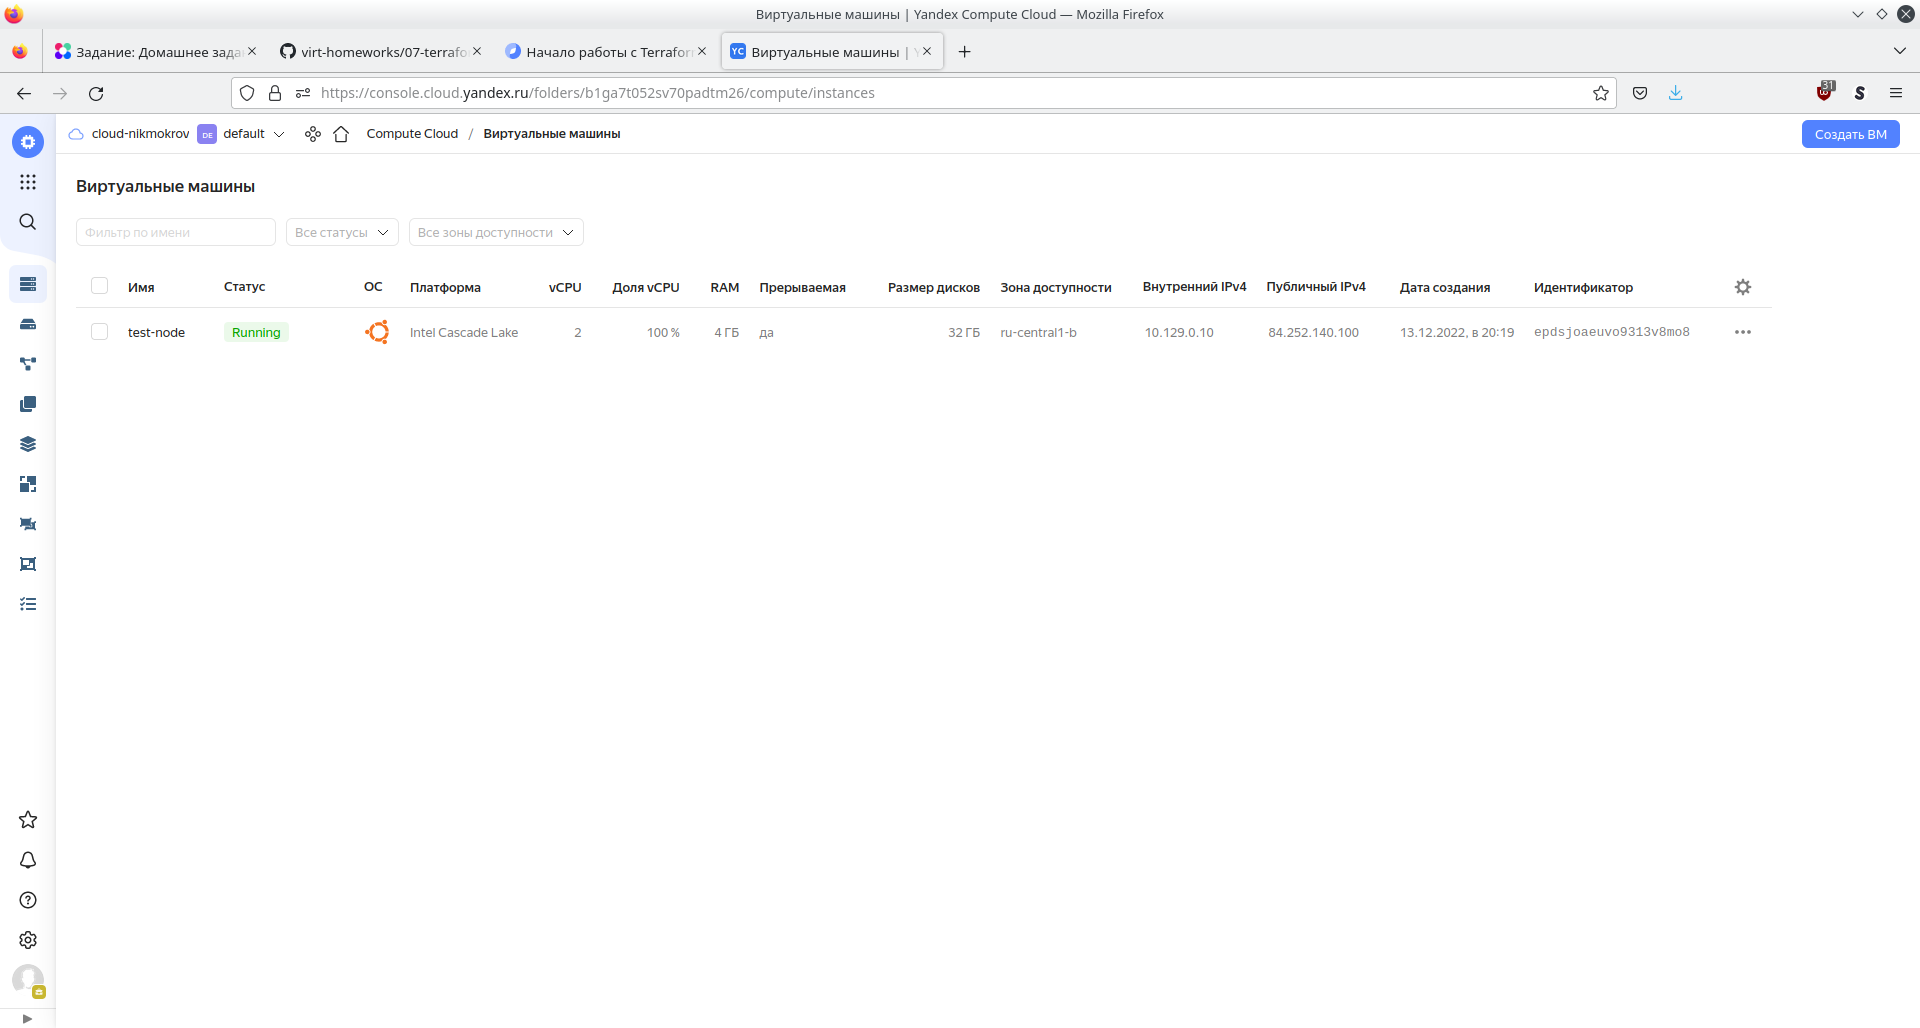 Виртуальные машины | Yandex Compute Cloud — Mozilla Firefox
Задание: Домашнее зада
virt-homeworks/07-terrafo
Начало работы с Terrafor
YC
Виртуальные машины |
https://console.cloud.yandex.ru/folders/b1ga7t052sv70padtm26/compute/instances
31
cloud-nikmokrov
DE
default
Compute Cloud / Виртуальные машины
Создать ВМ
Виртуальные машины
Фильтр по имени
Все статусы
Все зоны доступности
Имя Статус ОС Платформа vCPU Доля vCPU RAM Прерываемая Размер дисков Зона доступности Внутренний IPv4 Публичный IPv4 Дата создания Идентификатор
test-node Running Intel Cascade Lake 2 100 % 4 ГБ да 32 ГБ ru-central1-b 10.129.0.10 84.252.140.100 13.12.2022, в 20:19 epdsjoaeuvo9313v8mo8